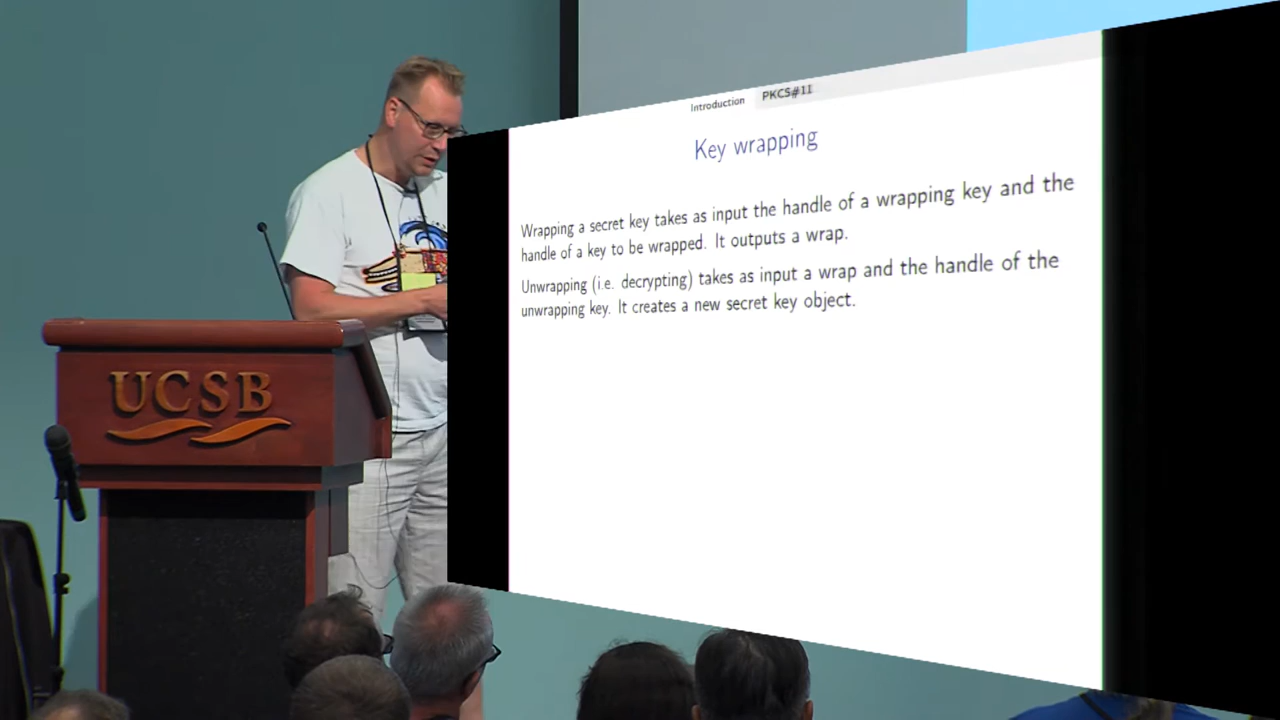 Introduction PKCS#11
Key wrapping
Wrapping a secret key takes as input the handle of a wrapping key and the
handle of a key to be wrapped. It outputs a wrap.
Unwrapping (i.e. decrypting) takes as input a wrap and the handle of the
unwrapping key. It creates a new secret key object.
UCSB